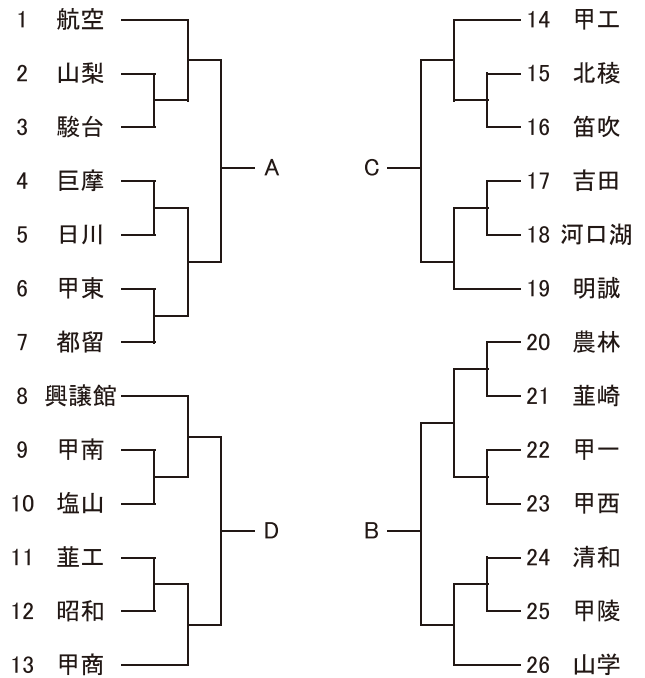 1 航空
2 山梨
3 駿台
4 巨摩
5 日川
6 甲東
7 都留
A
8 興譲館
9 甲南
10 塩山
11 韮工
12 昭和
13 甲商
D
14 甲工
15 北稜
16 笛吹
17 吉田
18 河口湖
19 明誠
C
20 農林
21 韮崎
22 甲一
23 甲西
24 清和
25 甲陵
26 山学
B